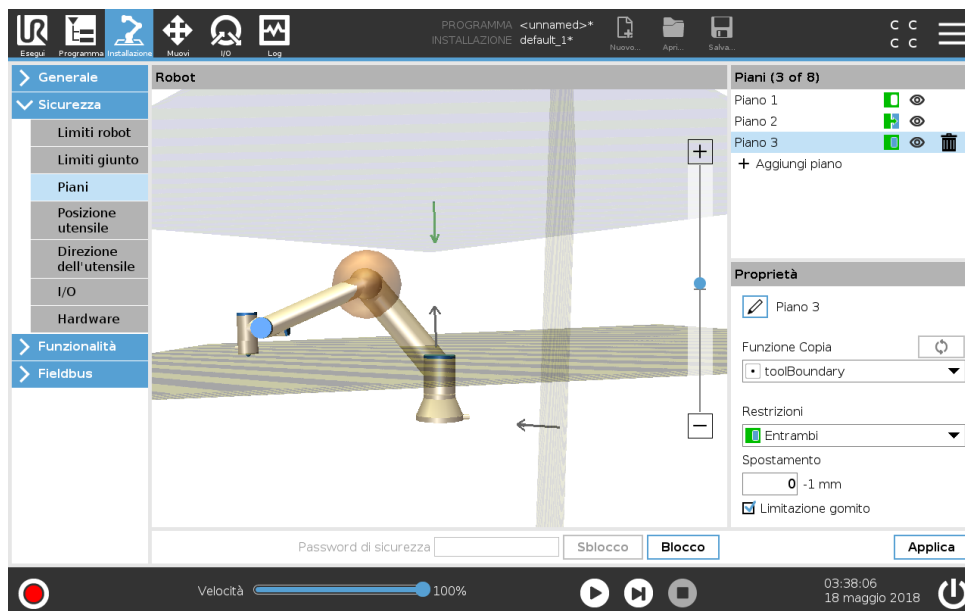 UR
PROGRAMMA <unnamed>*
INSTALLAZIONE default_1*
Esegui Programma Installazione Muovi I/O Log
Nuovo... Apri... Salva...
C C
C C
Generale
Sicurezza
Limiti robot
Limiti giunto
Piani
Posizione
utensile
Direzione
dell'utensile
I/O
Hardware
Funzionalità
Fieldbus
Robot
Piani (3 of 8)
Piano 1
Piano 2
Piano 3
+ Aggiungi piano
Proprietà
Piano 3
Funzione Copia
toolBoundary
Restrizioni
Entrambi
Spostamento
0 -1 mm
Limitazione gomito
Password di sicurezza
Sblocco
Blocco
Applica
Velocità
100%
03:38:06
18 maggio 2018